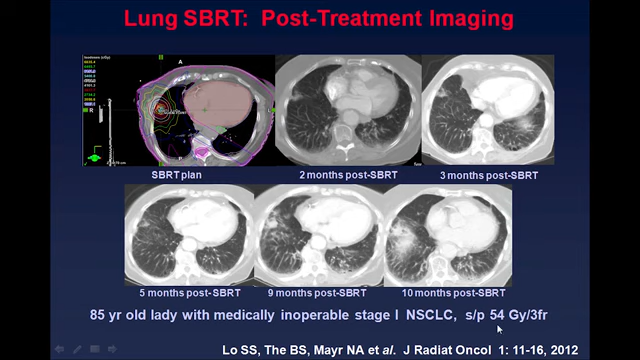 Lung SBRT: Post-Treatment Imaging
A
R
SBRT plan
2 months post-SBRT
3 months post-SBRT
5 months post- SBRT
9 months post-SBRT
10 months post-SBRT
85 yr old lady with medically inoperable stage I NSCLC, s/p 54 Gy/3fr
Lo SS, The BS, Mayr NA et al. J Radiat Oncol 1: 11-16, 2012